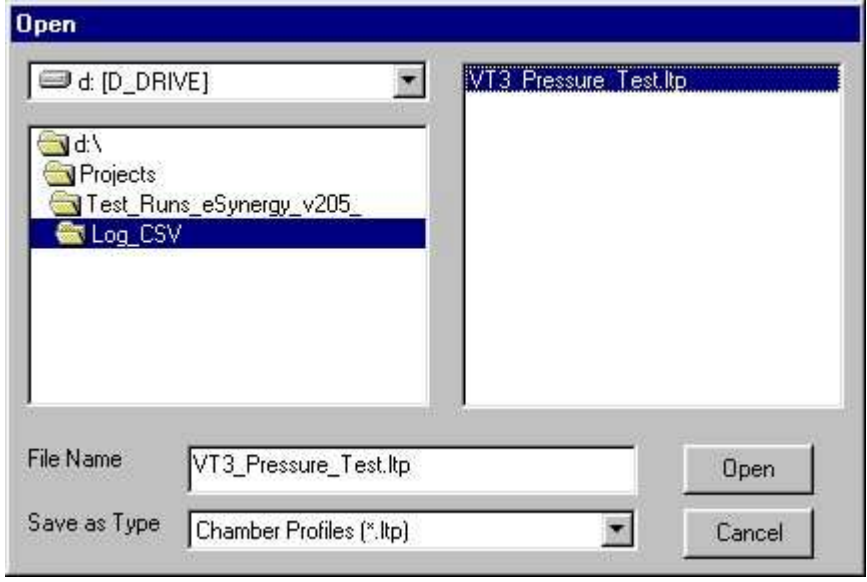 Open
d: [D_DRIVE]
d:\
Projects
Test_Runs_eSynergy_v205_
Log_CSV
VT3_Pressure_Test.ltp
File Name
VT3_Pressure_Test.ltp
Open
Save as Type
Chamber Profiles (*.ltp)
Cancel